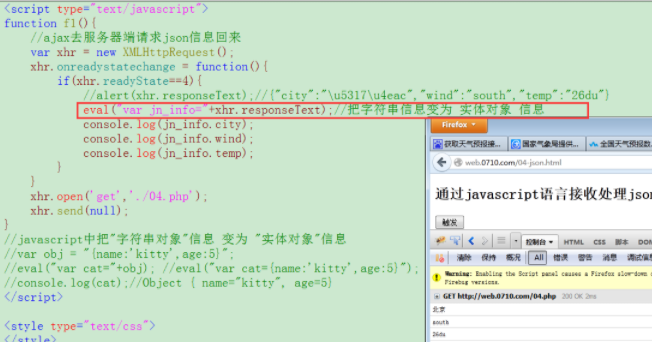 <script type="text/javascript">
function f1(){
//ajax去服务器端请求json信息回来
var xhr = new XMLHttpRequest();
xhr.onreadystatechange = function(){
if(xhr.readyState==4){
//alert(xhr.responseText);//{"city":"\u5317\u4eac","wind":"south","temp":"26du"}
eval("var jn_info="+xhr.responseText);//把字符串信息变为 实体对象 信息
console.log(jn_info.city);
console.log(jn_info.wind);
console.log(jn_info.temp);
}
}
xhr.open('get','./04.php');
xhr.send(null);
}
//javascript中把"字符串对象"信息 变为 "实体对象"信息
//var obj = "{name:'kitty',age:5}";
//eval("var cat="+obj); //eval("var cat={name:'kitty',age:5}");
//console.log(cat);//Object { name="kitty", age=5}
</script>
<style type="text/css">
</style>
Firefox
获取天气预报接... 国家气象局提供... 全国天气预报数.
web.0710.com/04-json.html
通过javascript语言接收处理json
触发
控制台 HTML CSS 脚本 DOM
清除 保持 概况 All 错误 警告 消息 调试信息
Warning: Enabling the Script panel causes a Firefox slow-down
Firebug versions.
GET http://web.0710.com/04.php 200 OK 2ms
北京
south
26du